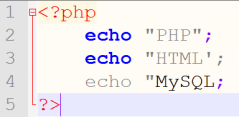 1 <?php
2 echo "PHP";
3 echo "HTML';
4 echo "MySQL;
5 ?>